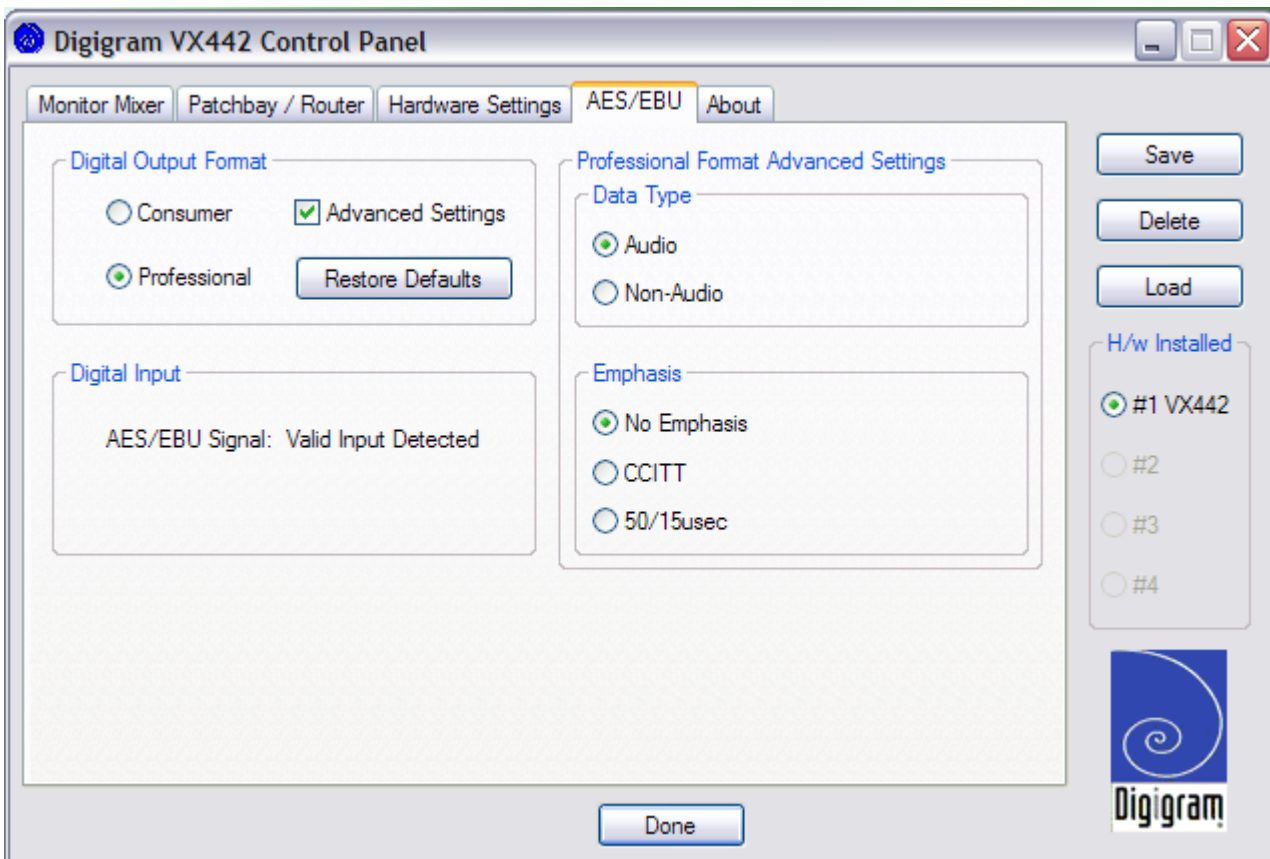 Digigram VX442 Control Panel
Monitor Mixer
Patchbay / Router
Hardware Settings
AES/EBU
About
Digital Output Format
Consumer
Advanced Settings
Professional
Restore Defaults
Digital Input
AES/EBU Signal: Valid Input Detected
Professional Format Advanced Settings
Data Type
Audio
Non-Audio
Emphasis
No Emphasis
CCITT
50/15usec
Save
Delete
Load
H/w Installed
#1 VX442
#2
#3
#4
Digigram
Done